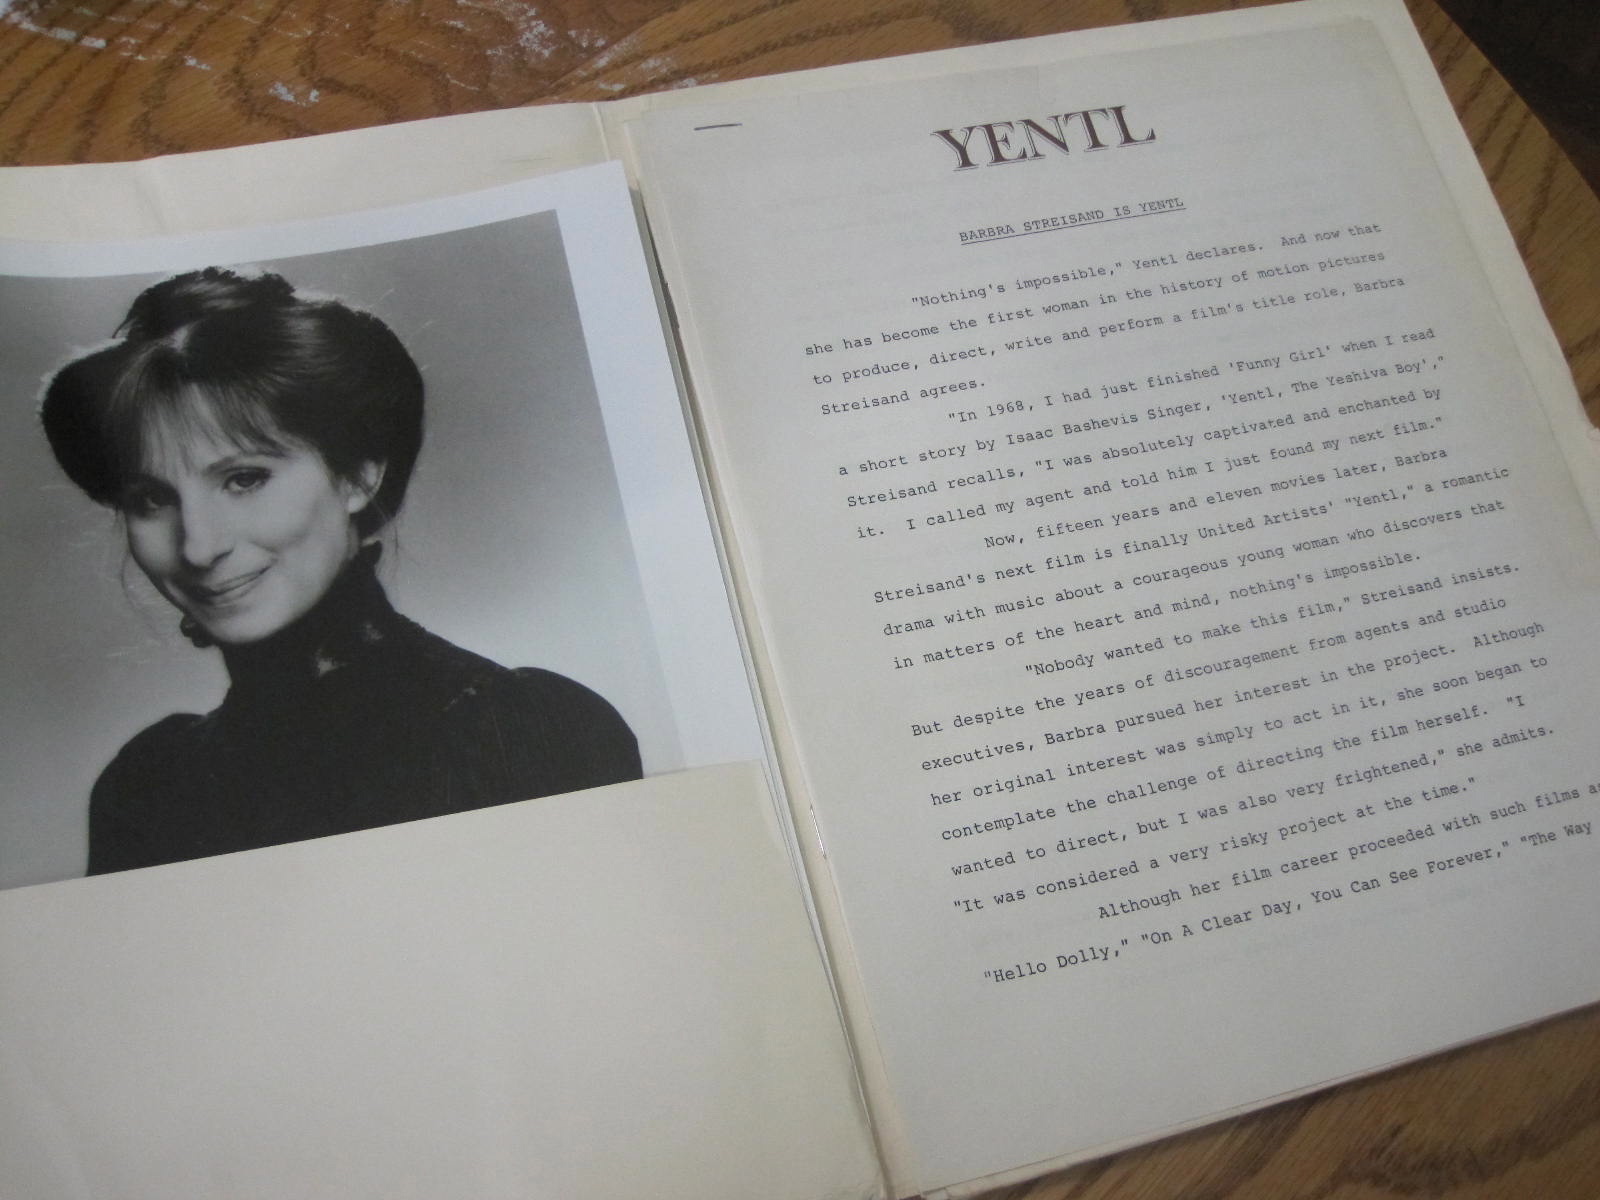 YENTL
BARBRA STREISAND IS YENTL
"Nothing's impossible," Yentl declares. And now that
she has become the first woman in the history of motion pictures
to produce, direct, write and perform a film's title role, Barbra
Streisand agrees.
"In 1968, I had just finished 'Funny Girl' when I read
a short story by Isaac Bashevis Singer, 'Yentl, The Yeshiva Boy',"
Streisand recalls, "I was absolutely captivated and enchanted by
it. I called my agent and told him I just found my next film."
Now, fifteen years and eleven movies later, Barbra
Streisand's next film is finally United Artists' "Yentl," a romantic
drama with music about a courageous young woman who discovers that
in matters of the heart and mind, nothing's impossible.
"Nobody wanted to make this film," Streisand insists.
But despite the years of discouragement from agents and studio
executives, Barbra pursued her interest in the project. Although
her original interest was simply to act in it, she soon began to
contemplate the challenge of directing the film herself. "I
wanted to direct, but I was also very frightened," she admits.
"It was considered a very risky project at the time."
Although her film career proceeded with such films
"Hello Dolly," "On A Clear Day, You Can See Forever," "The Way